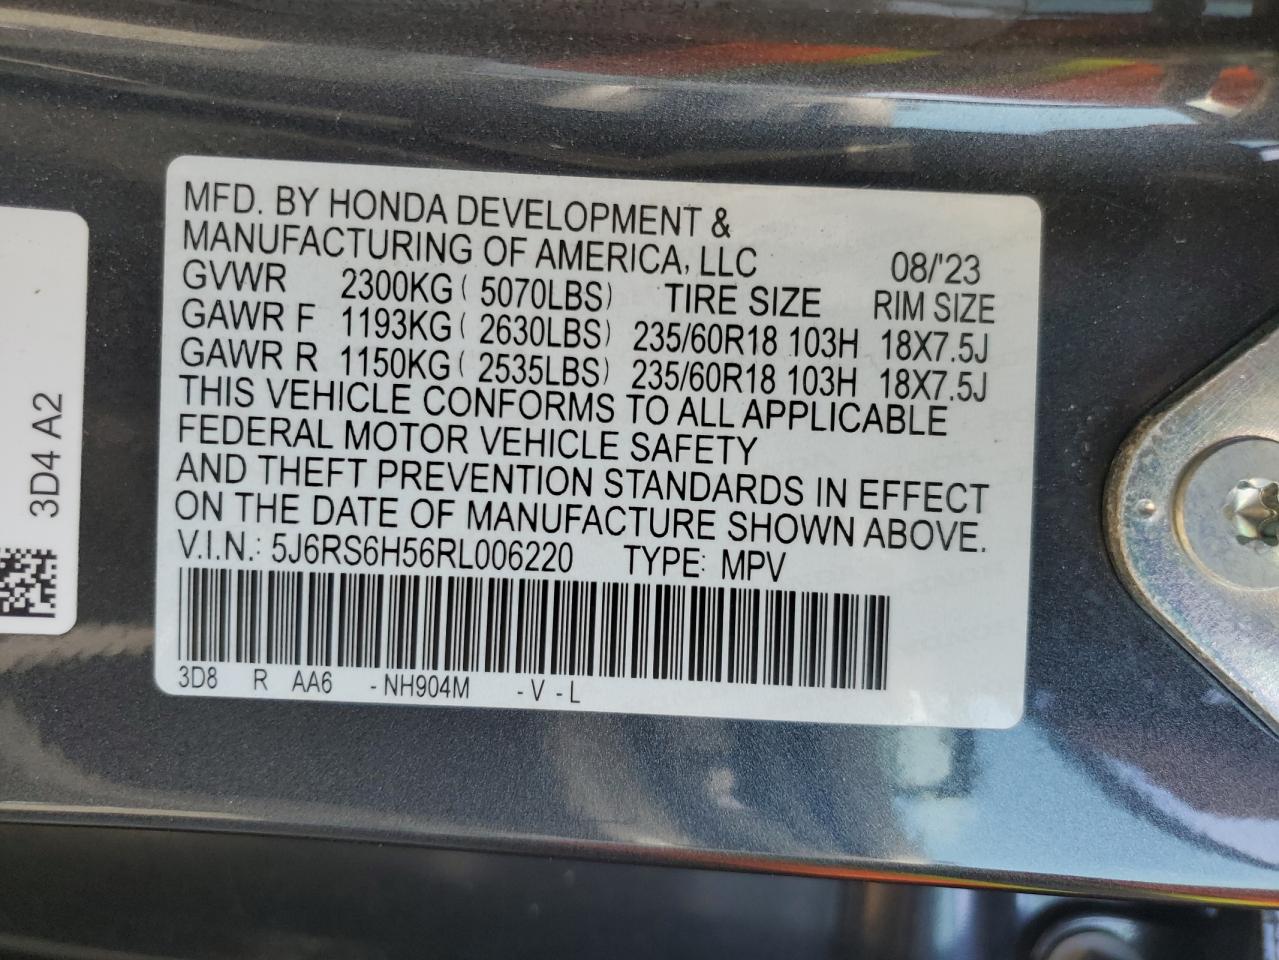 MFD. BY HONDA DEVELOPMENT &
MANUFACTURING OF AMERICA, LLC 08/'23
GVWR 2300KG ( 5070LBS) TIRE SIZE RIM SIZE
GAWR F 1193KG ( 2630LBS) 235/60R18 103H 18X7.5J
GAWR R 1150KG ( 2535LBS) 235/60R18 103H 18X7.5J
THIS VEHICLE CONFORMS TO ALL APPLICABLE
FEDERAL MOTOR VEHICLE SAFETY
AND THEFT PREVENTION STANDARDS IN EFFECT
ON THE DATE OF MANUFACTURE SHOWN ABOVE.
V.I.N.: 5J6RS6H56RL006220 TYPE: MPV
3D8 R AA6 -NH904M -V-L
3D4 A2